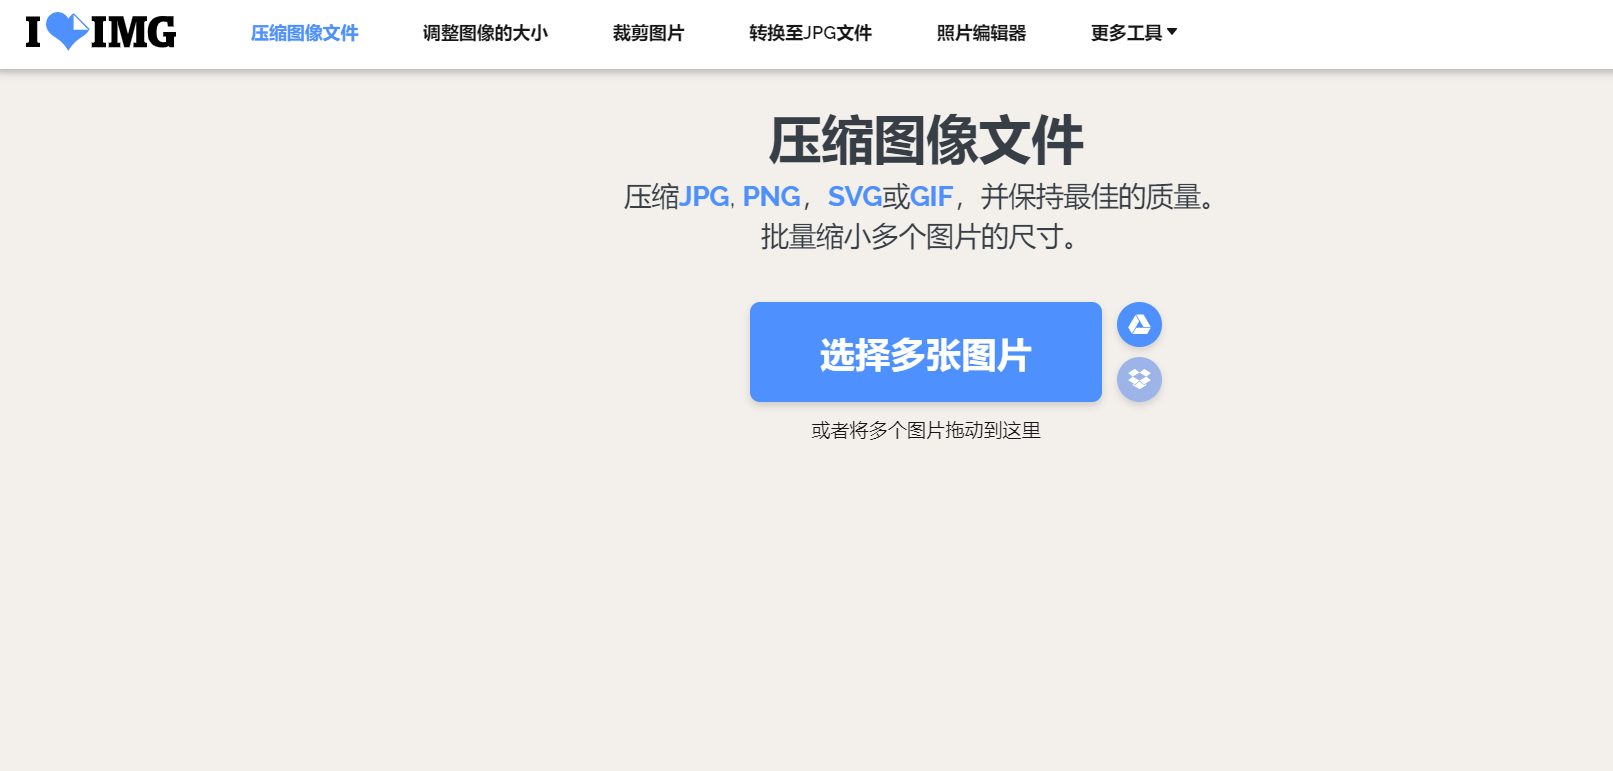 I IMG
压缩图像文件
调整图像的大小
裁剪图片
转换至JPG文件
照片编辑器
更多工具
压缩图像文件
压缩JPG, PNG，SVG或GIF，并保持最佳的质量。
批量缩小多个图片的尺寸。
选择多张图片
或者将多个图片拖动到这里